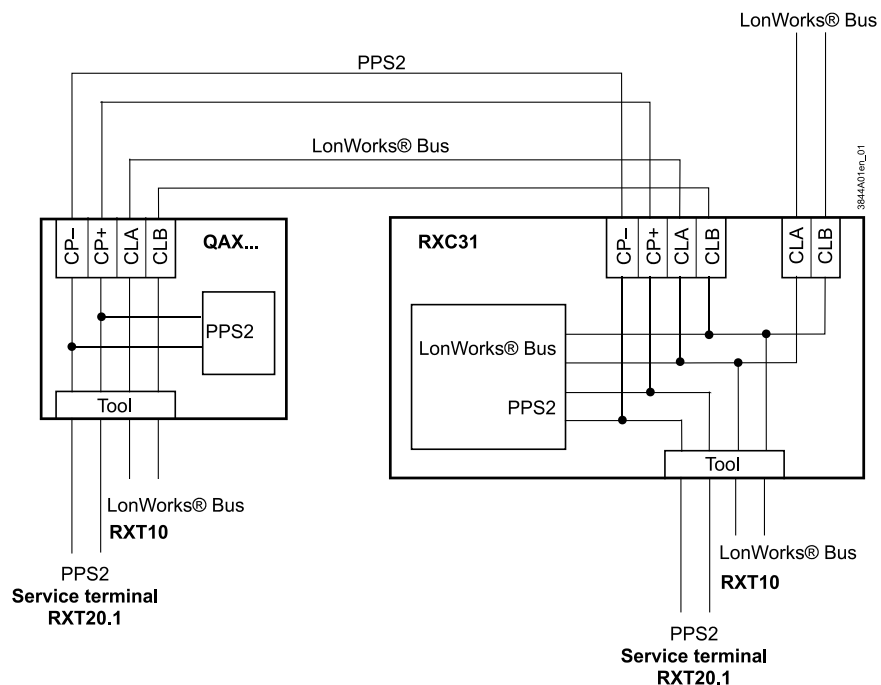 LonWorks® Bus
PPS2
LonWorks® Bus
3844A01en_01
CP–
CP+
CLA
CLB
QAX...
RXC31
CP–
CP+
CLA
CLB
CLA
CLB
PPS2
LonWorks® Bus
PPS2
Tool
Tool
LonWorks® Bus
RXT10
PPS2
Service terminal
RXT20.1
LonWorks® Bus
RXT10
PPS2
Service terminal
RXT20.1